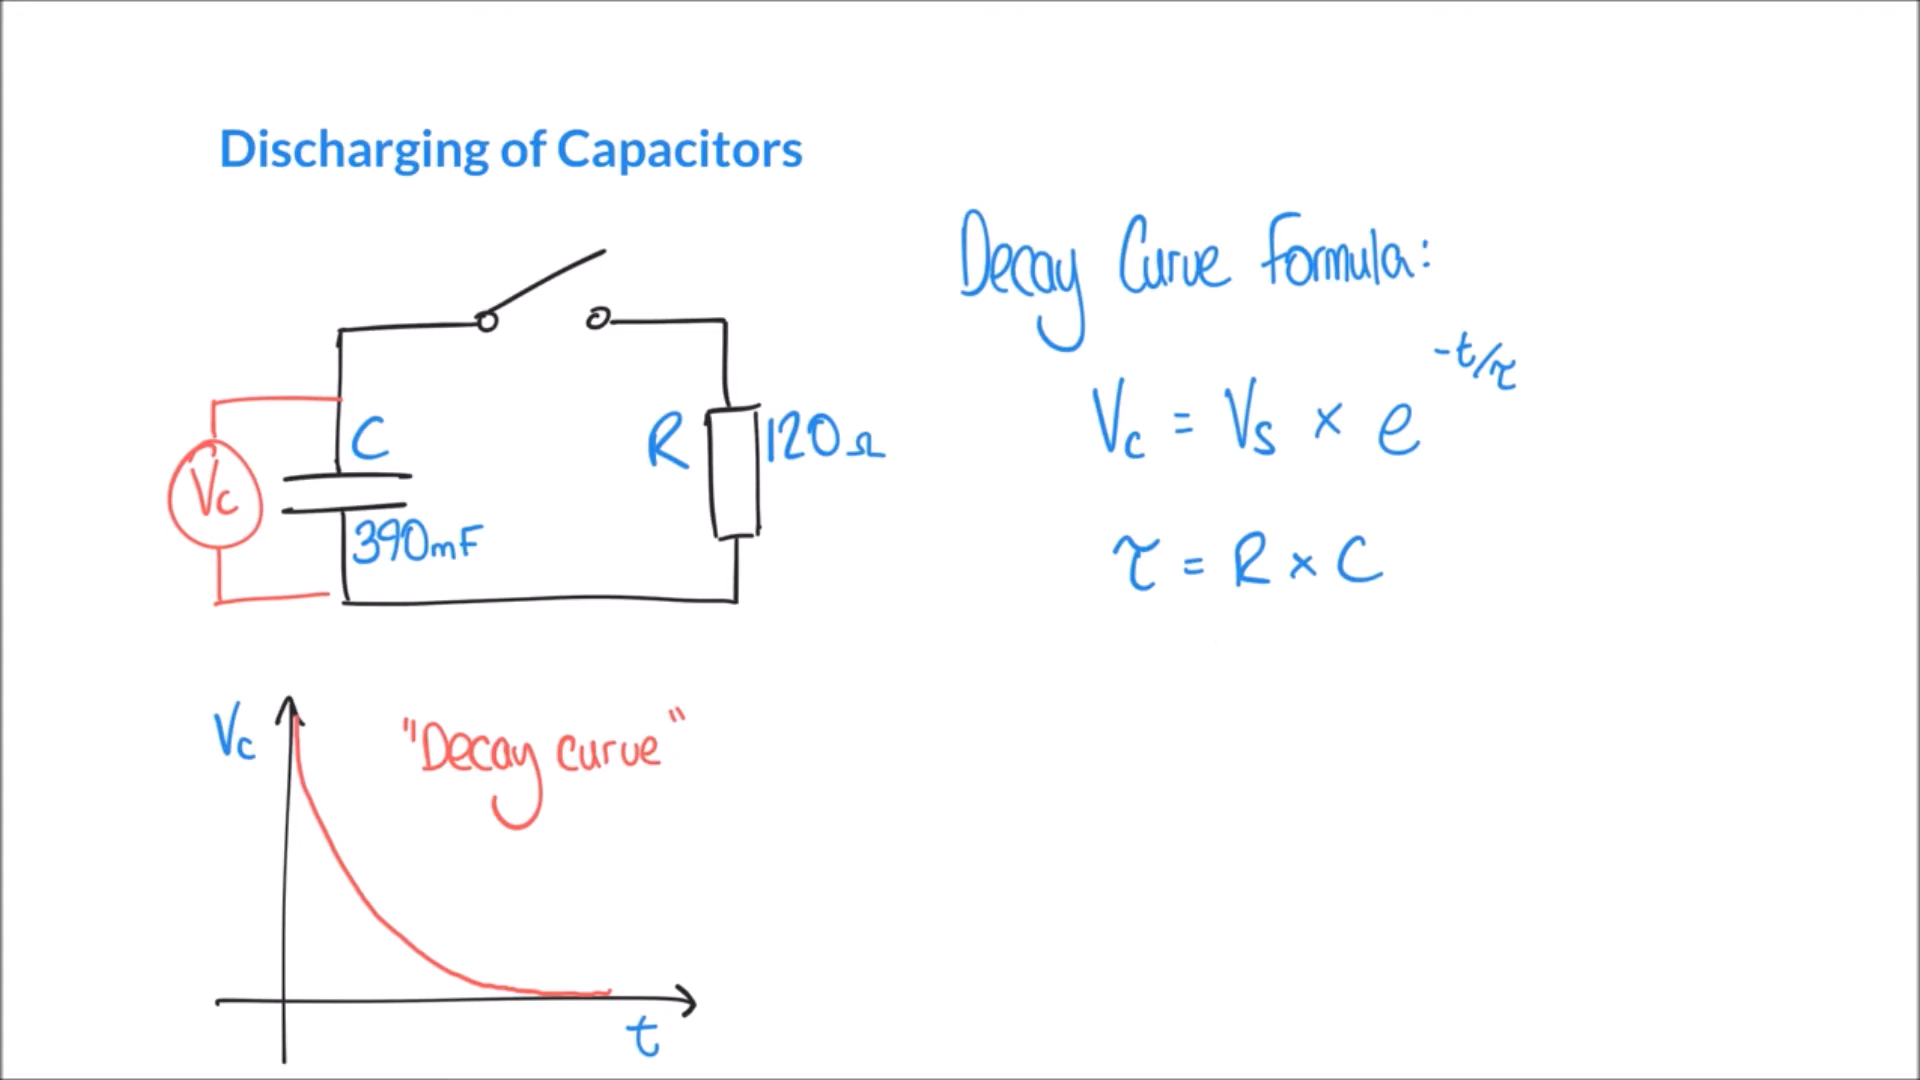 Discharging of Capacitors
Decay Curve Formula:
Vc = Vs × e^-t/τ
τ = R × C
C
R
120Ω
Vc
390mF
Vc
"Decay curve"
t